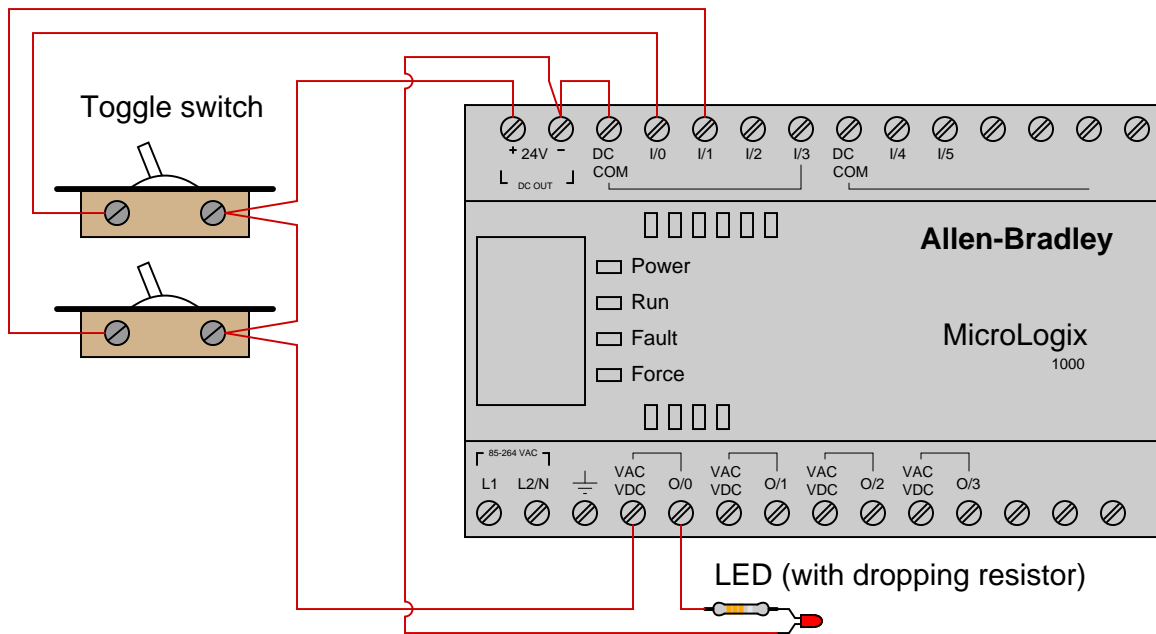 Toggle switch
+ 24V -
DC OUT
DC
COM
I/0
I/1
I/2
I/3
DC
COM
I/4
I/5
Allen-Bradley
Power
Run
Fault
Force
MicroLogix
1000
85-264 VAC
L1
L2/N
VAC
VDC
O/0
VAC
VDC
O/1
VAC
VDC
O/2
VAC
VDC
O/3
LED (with dropping resistor)